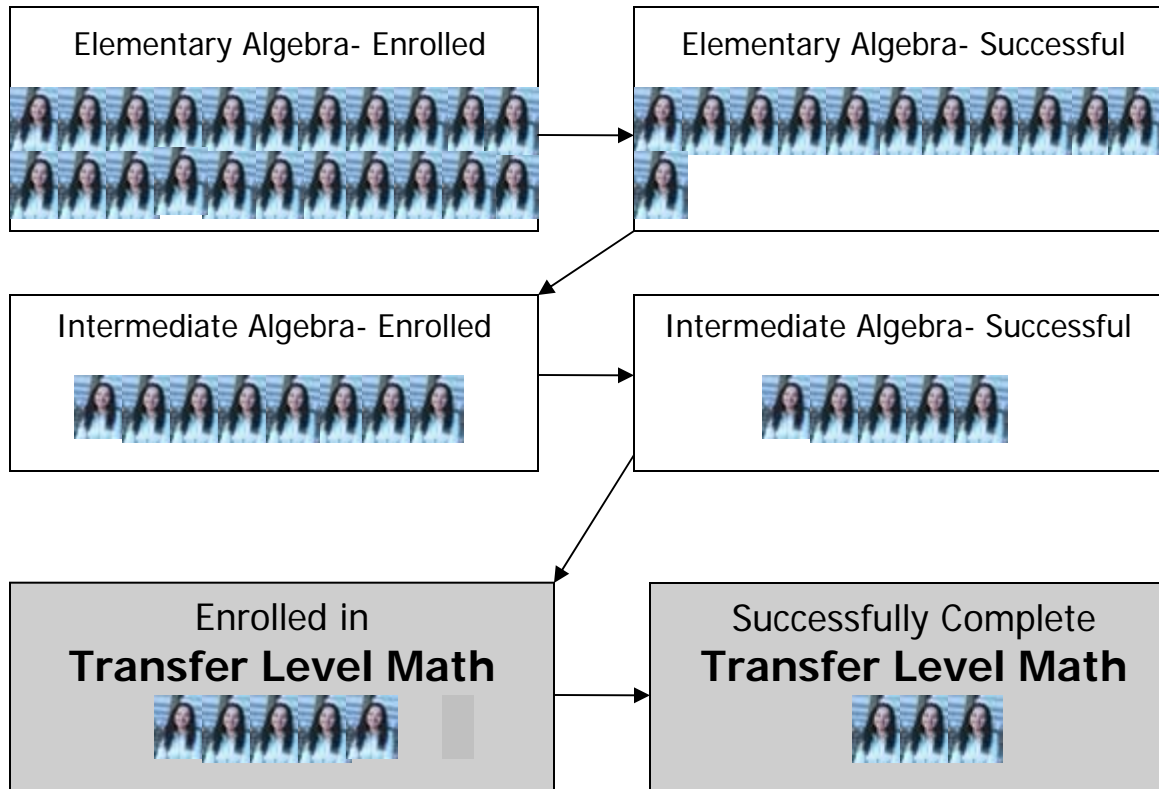 Elementary Algebra- Enrolled
Elementary Algebra- Successful
Intermediate Algebra- Enrolled
Intermediate Algebra- Successful
Enrolled in
Transfer Level Math
Successfully Complete
Transfer Level Math